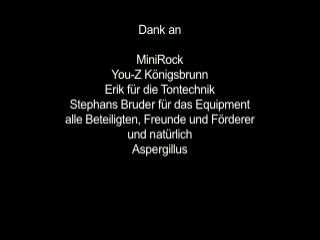 Dank an
MiniRock
You-Z Königsbrunn
Erik für die Tontechnik
Stephans Bruder für das Equipment
alle Beteiligten, Freunde und Förderer
und natürlich
Aspergillus